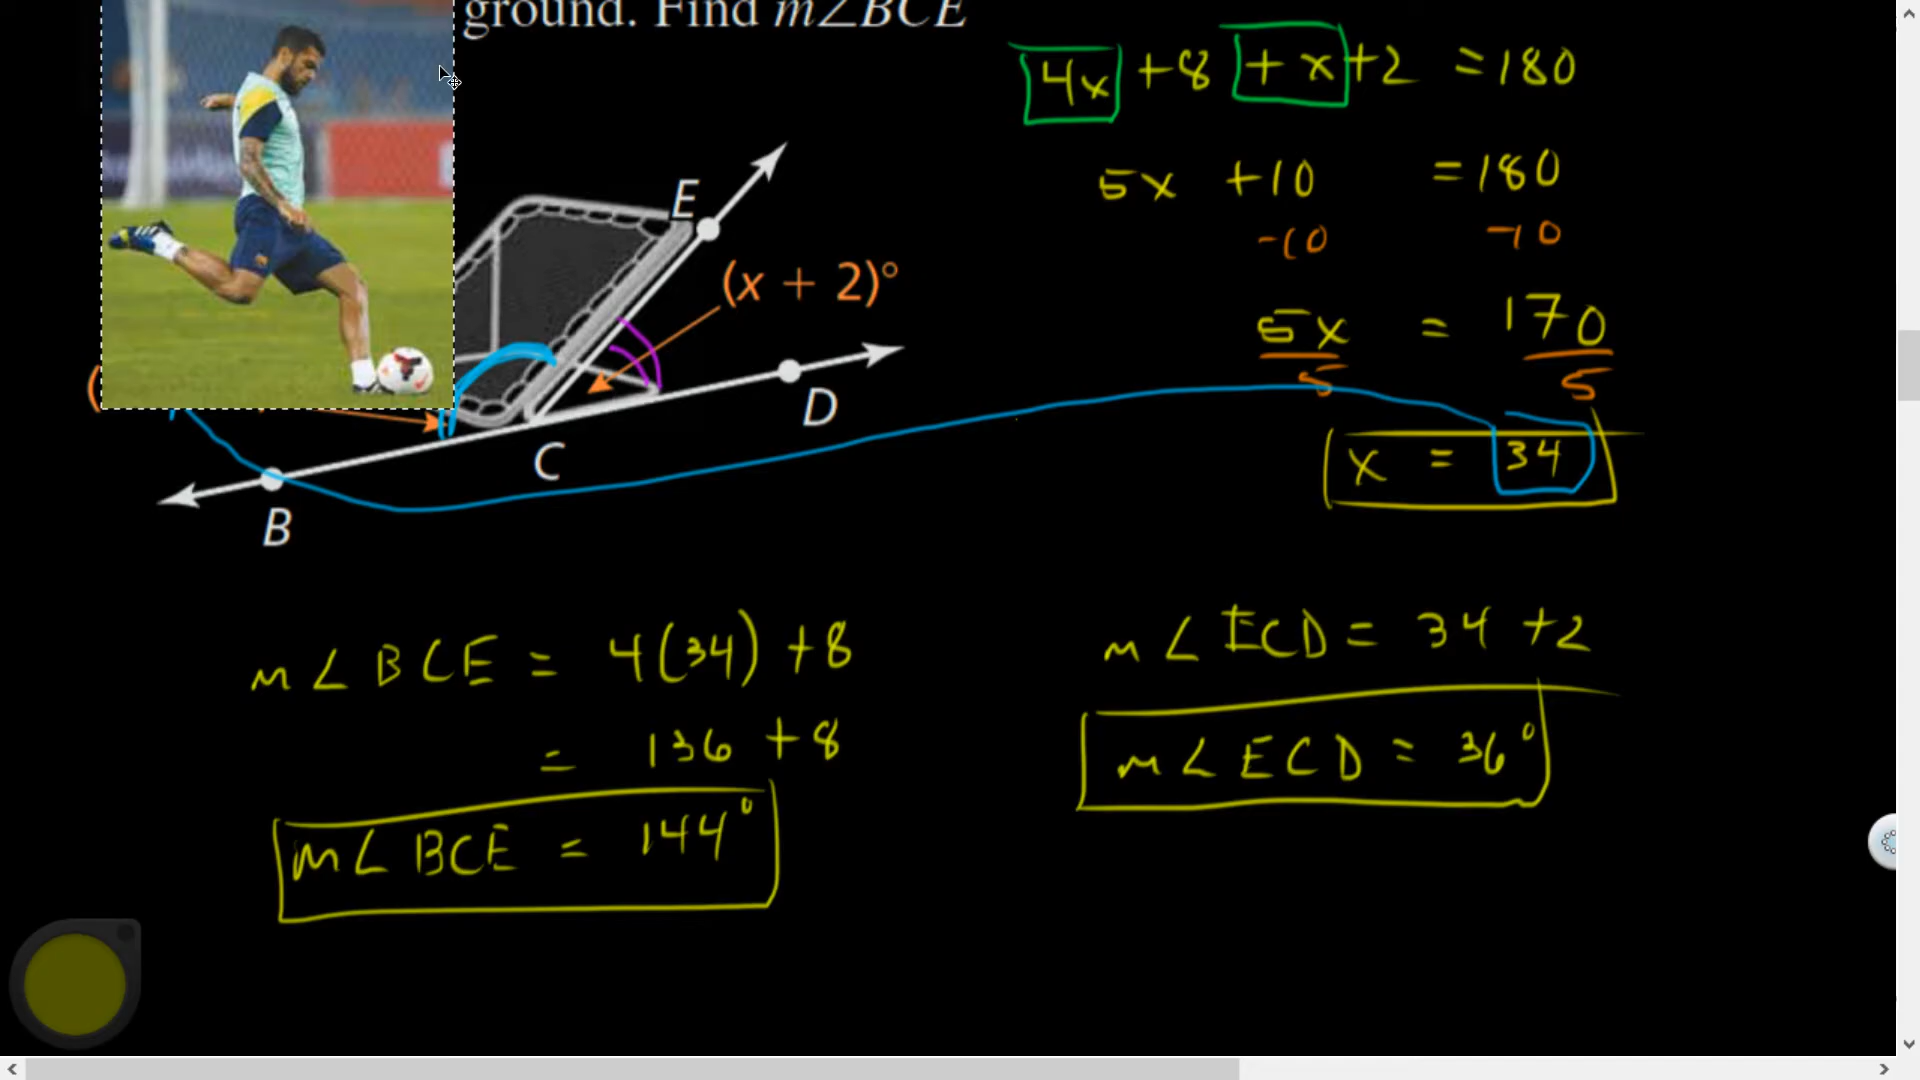 ground. Find m∠BCE
4x + 8 + x + 2 = 180
5x + 10 = 180
-10 -10
5x = 170
5 5
x = 34
E
(x + 2)°
(
D
C
B
m∠BCE = 4(34) + 8
= 136 + 8
m∠BCE = 144°
m∠ECD = 34 + 2
m∠ECD = 36°